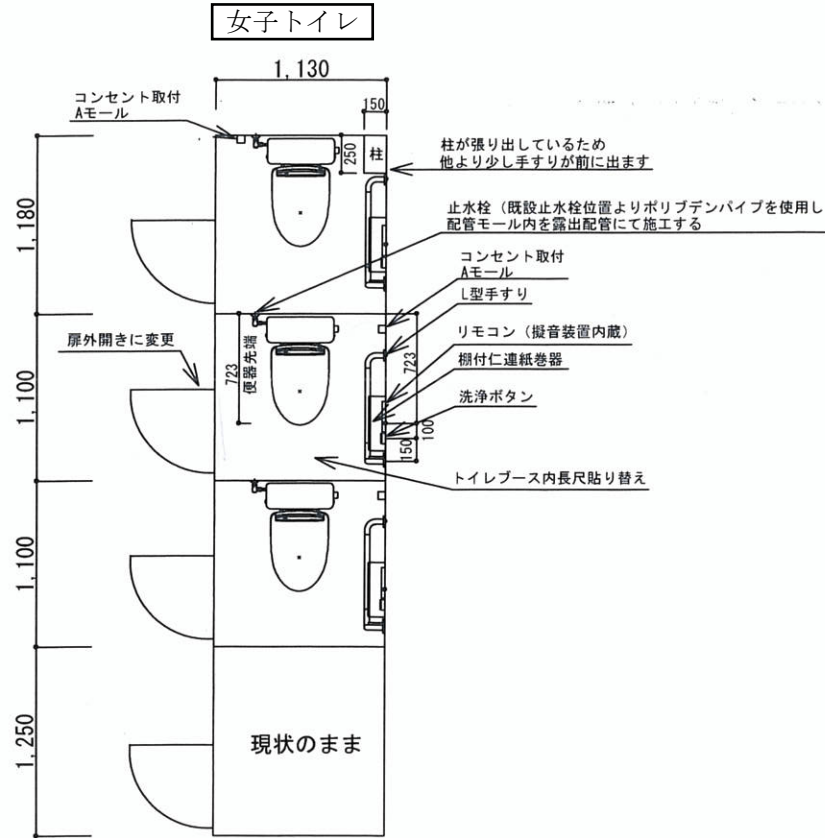 女子トイレ
1,130
コンセント取付
Aモール
150
250
柱
柱が張り出しているため
他より少し手すりが前に出ます
1,180
止水栓（既設止水栓位置よりポリブデンパイプを使用し
配管モール内を露出配管にて施工する
コンセント取付
Aモール
L型手すり
扉外開きに変更
723
便器先端
723
リモコン（擬音装置内蔵）
棚付仁連紙巻器
洗浄ボタン
1,100
100
150
トイレブース内長尺貼り替え
1,100
1,250
現状のまま